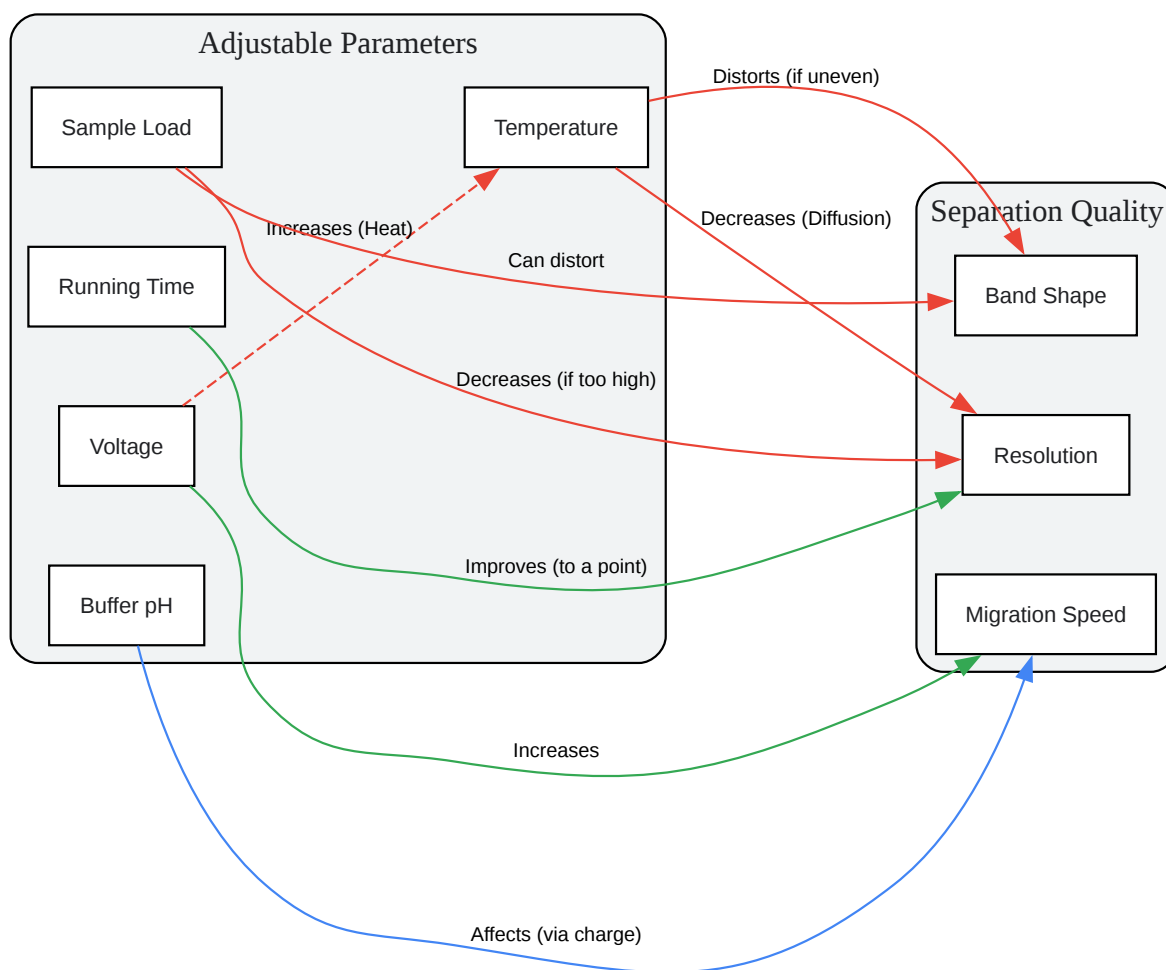 Adjustable Parameters
Distorts (if uneven)
Sample Load
Temperature
Separation Quality
Decreases (Diffusion)
Increases (Heat)
Can distort
Running Time
Band Shape
Decreases (if too high)
Voltage
Resolution
Improves (to a point)
Buffer pH
Migration Speed
Increases
Affects (via charge)